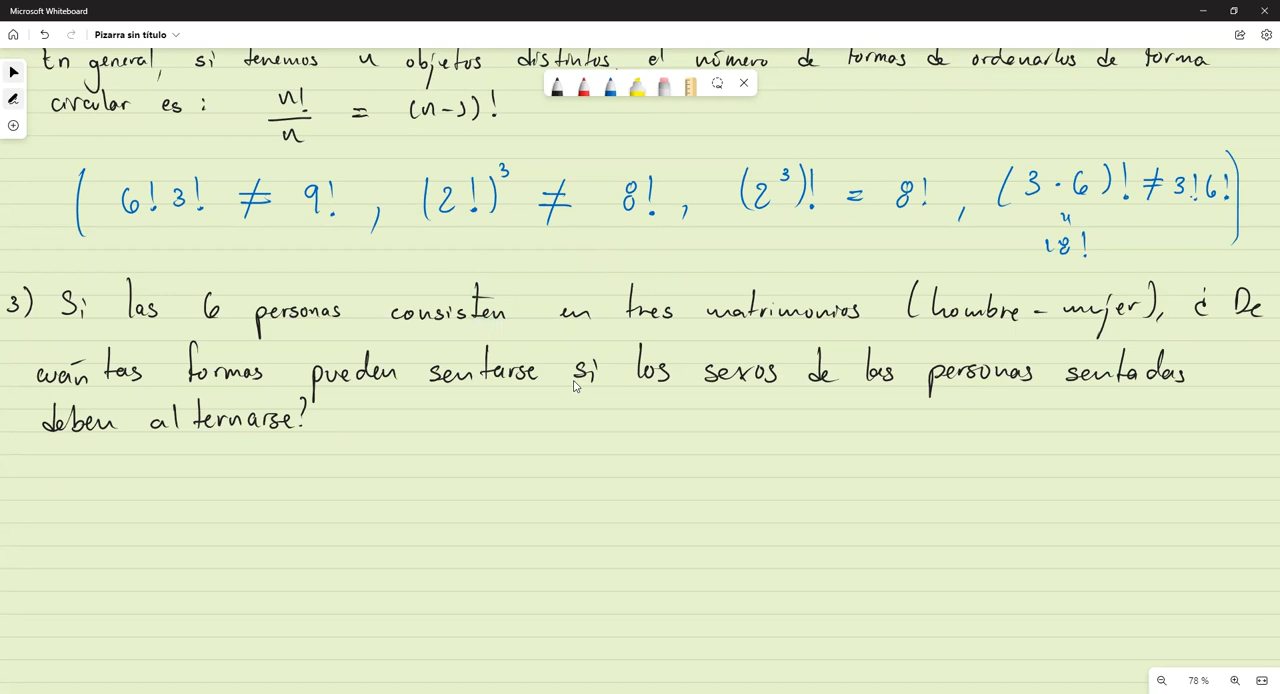 Microsoft Whiteboard
Pizarra sin título
En general, si tenemos n objetos distintos, el número de formas de ordenarlos de forma
circular es : n!/n = (n-1)!
( 6! 3! ≠ 9! , (2!)^3 ≠ 8! , (2^3)! = 8! , (3 · 6)! ≠ 3! 6! )
"
18!
3) Si las 6 personas consisten en tres matrimonios (hombre - mujer), ¿ De
cuántas formas pueden sentarse si los sexos de las personas sentadas
deben alternarse?
78 %